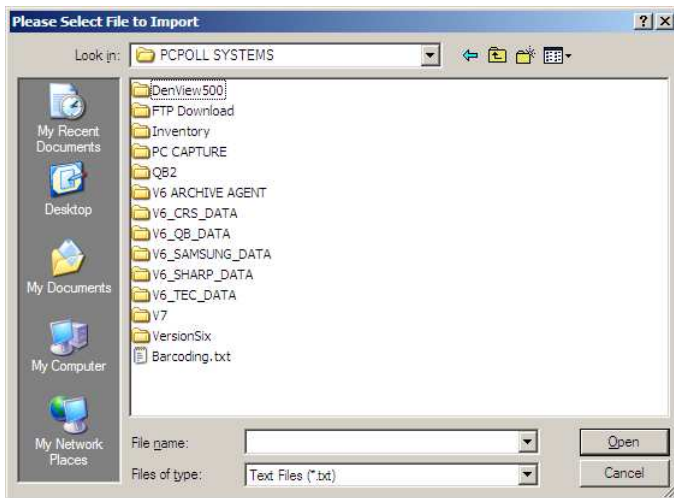 Please Select File to Import
Look in: PCPOLL SYSTEMS
My Recent
Documents
Desktop
My Documents
My Computer
My Network
Places
DenView500
FTP Download
Inventory
PC CAPTURE
QB2
V6 ARCHIVE AGENT
V6_CRS_DATA
V6_QB_DATA
V6_SAMSUNG_DATA
V6_SHARP_DATA
V6_TEC_DATA
V7
VersionSix
Barcoding.txt
File name:
Open
Files of type: Text Files (*.txt)
Cancel